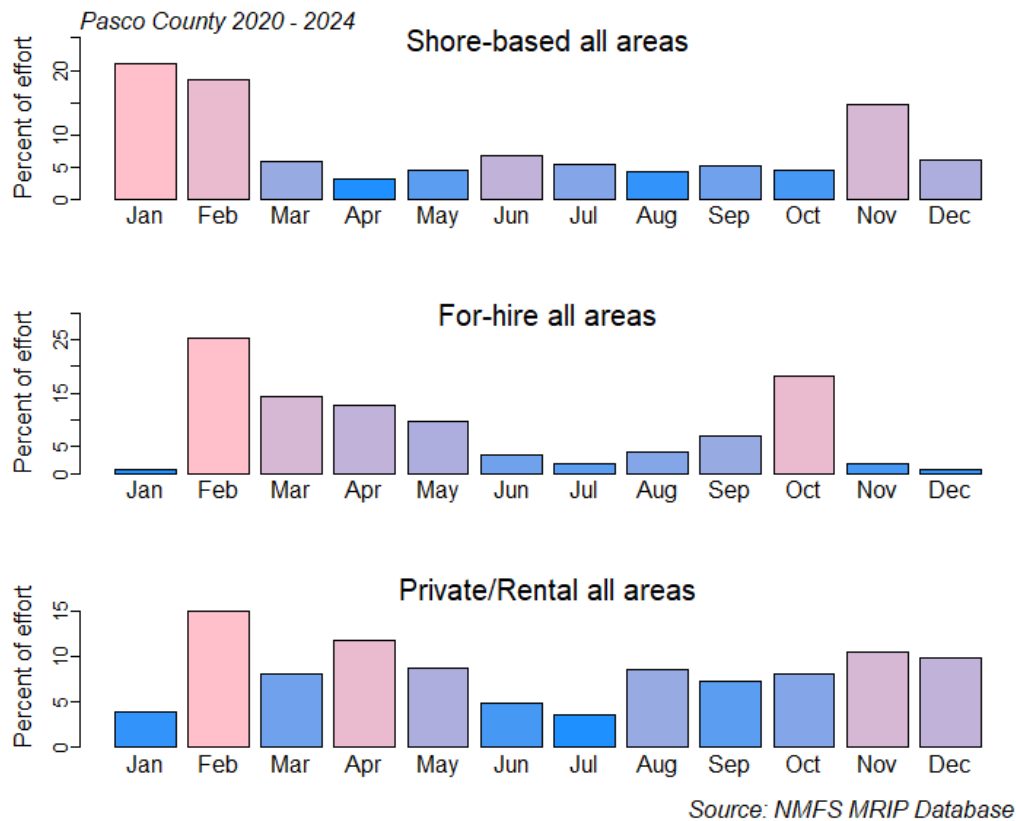 Pasco County 2020 - 2024
Shore-based all areas
Percent of effort
20
10
5
0
Jan Feb Mar Apr May Jun Jul Aug Sep Oct Nov Dec
For-hire all areas
Percent of effort
25
15
5
0
Jan Feb Mar Apr May Jun Jul Aug Sep Oct Nov Dec
Private/Rental all areas
Percent of effort
15
10
5
0
Jan Feb Mar Apr May Jun Jul Aug Sep Oct Nov Dec
Source: NMFS MRIP Database